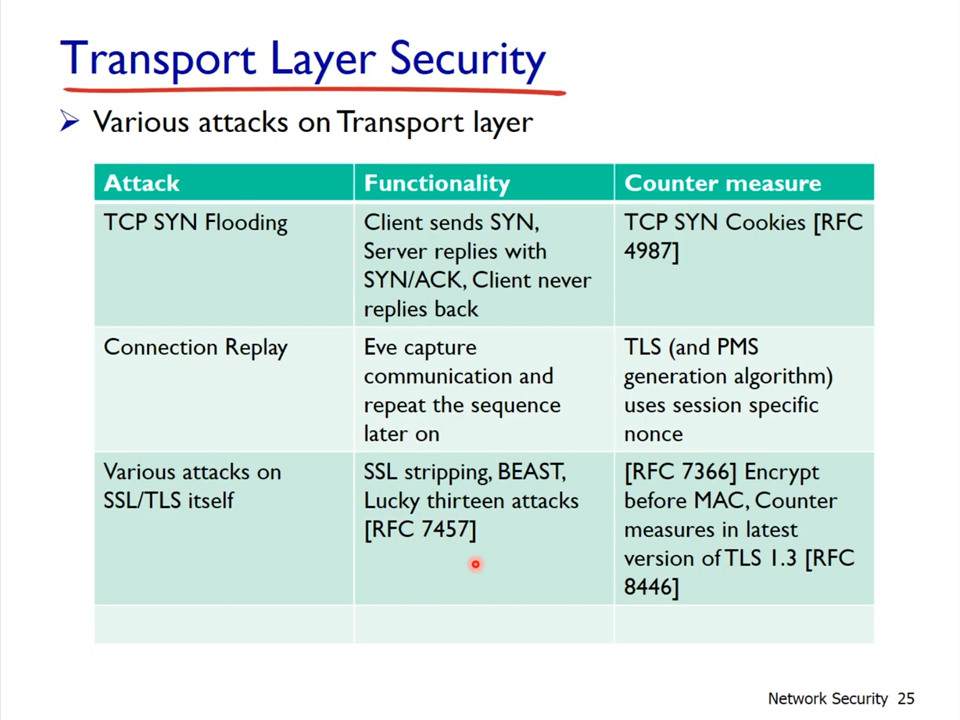 Transport Layer Security
Various attacks on Transport layer
Attack
Functionality
Counter measure
TCP SYN Flooding
Client sends SYN,
Server replies with
SYN/ACK, Client never
replies back
TCP SYN Cookies [RFC
4987]
Connection Replay
Eve capture
communication and
repeat the sequence
later on
TLS (and PMS
generation algorithm)
uses session specific
nonce
Various attacks on
SSL/TLS itself
SSL stripping, BEAST,
Lucky thirteen attacks
[RFC 7457]
[RFC 7366] Encrypt
before MAC, Counter
measures in latest
version of TLS 1.3 [RFC
8446]
Network Security 25